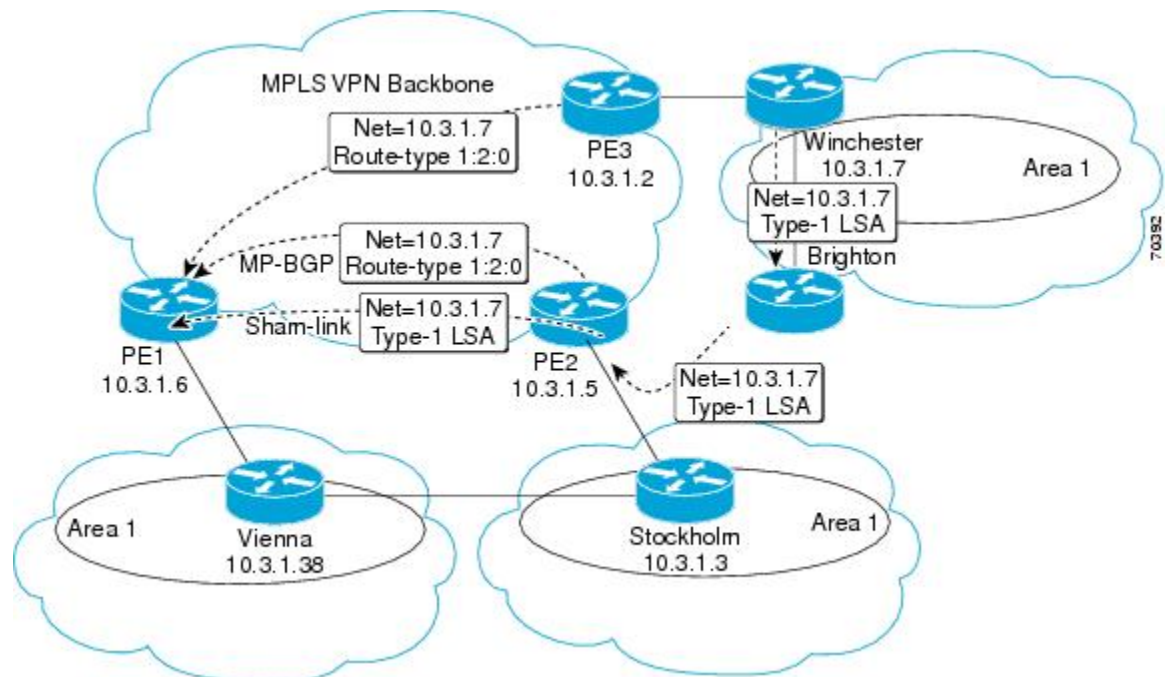 MPLS VPN Backbone
Net=10.3.1.7
Route-type 1:2:0
PE3
10.3.1.2
Winchester
10.3.1.7
Area 1
Net=10.3.1.7
Type-1 LSA
Brighton
70392
Net=10.3.1.7
Route-type 1:2:0
MP-BGP
Net=10.3.1.7
Type-1 LSA
Sham-link
PE1
10.3.1.6
PE2
10.3.1.5
Net=10.3.1.7
Type-1 LSA
Area 1
Vienna
10.3.1.38
Stockholm
10.3.1.3
Area 1